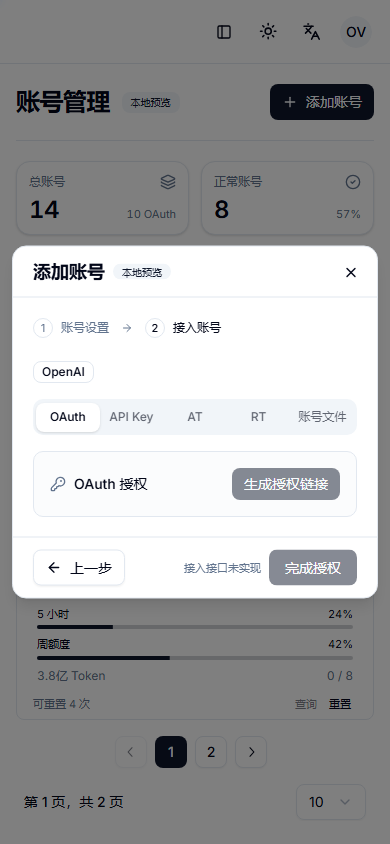 OV
账号管理 本地预览 添加账号
总账号 正常账号
14 10 OAuth 8 57%
添加账号 本地预览
1 账号设置 2 接入账号
OpenAI
OAuth API Key AT RT 账号文件
OAuth 授权 生成授权链接
上一步 接入接口未实现 完成授权
5 小时 24%
周额度 42%
3.8亿 Token 0 / 8
可重置 4 次 查询 重置
1 2
第 1 页，共 2 页 10